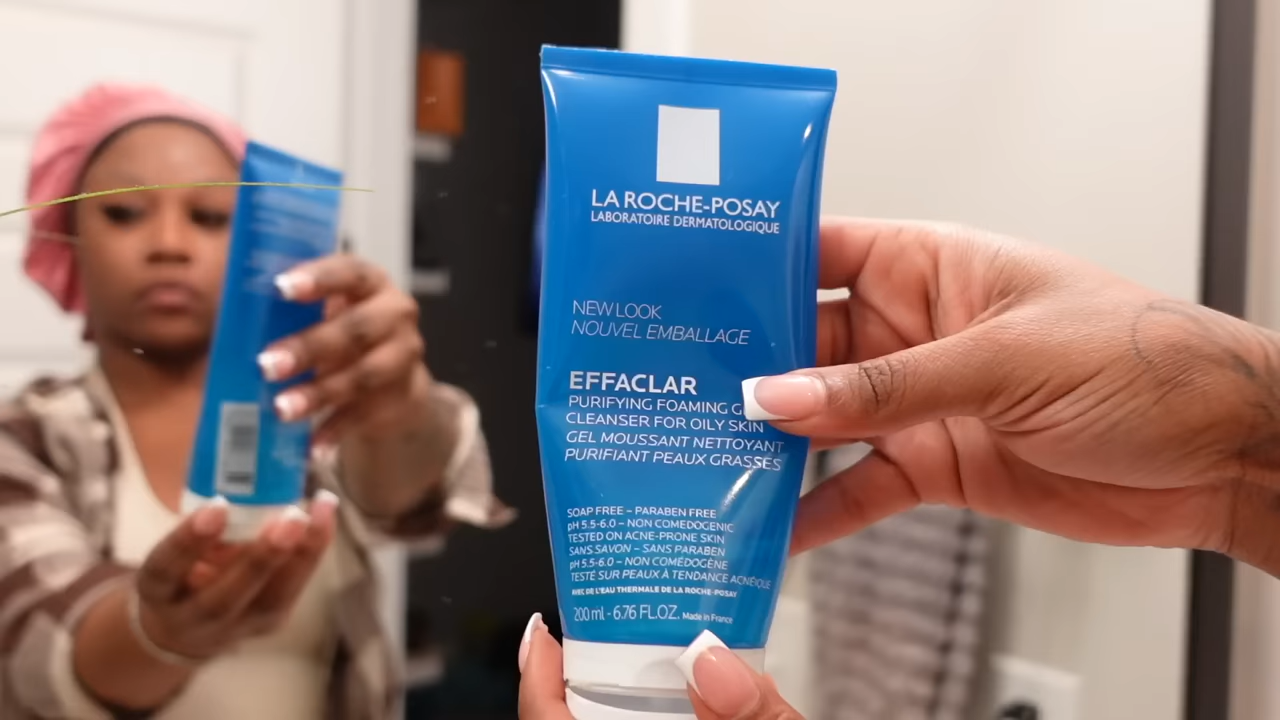 LA ROCHE-POSAY
LABORATOIRE DERMATOLOGIQUE
NEW LOOK
NOUVEL EMBALLAGE
EFFACLAR
PURIFYING FOAMING
CLEANSER FOR OILY SKIN
GEL MOUSSANT NETTOYANT
PURIFIANT PEAUX GRASSES
SOAP FREE – PARABEN FREE
pH 5.5-6.0 – NON COMEDOGENIC
TESTED ON ACNE-PRONE SKIN
SANS SAVON – SANS PARABEN
pH 5.5-6.0 – NON COMÉDOGÈNE
TESTÉ SUR PEAUX À TENDANCE ACNÉIQUE
AVEC DE L'EAU THERMALE DE LA ROCHE-POSAY
200 ml - 6.76 FL.OZ. Made in France